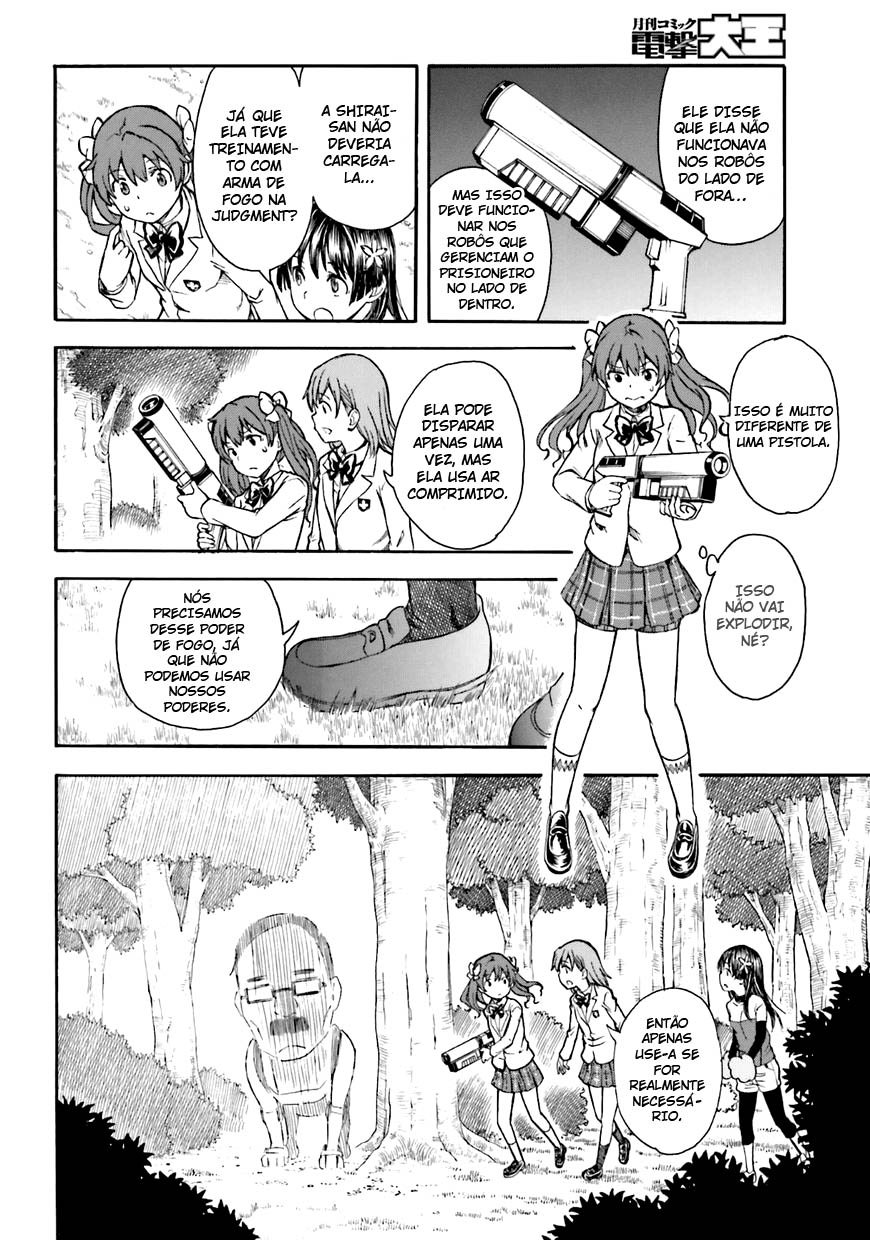 月刊コミック
電撃大王
ELE DISSE
QUE ELA NÃO
FUNCIONAVA
NOS ROBÔS
DO LADO DE
FORA...
MAS ISSO
DEVE FUNCIO-
NAR NOS
ROBÔS QUE
GERENCIAM O
PRISIONEIRO
NO LADO DE
DENTRO.
A SHIRAI-
SAN NÃO
DEVERIA
CARREGA-
LA...
JÁ QUE
ELA TEVE
TREINAMEN-
TO COM
ARMA DE
FOGO NA
JUDGMENT?
ISSO É MUITO
DIFERENTE DE
UMA PISTOLA.
ISSO
NÃO VAI
EXPLODIR,
NÉ?
ELA PODE
DISPARAR
APENAS UMA
VEZ, MAS
ELA USA AR
COMPRIMIDO.
NÓS
PRECISAMOS
DESSE PODER
DE FOGO, JÁ
QUE NÃO
PODEMOS USAR
NOSSOS
PODERES.
ENTÃO
APENAS
USE-A SE
FOR
REALMENTE
NECESSÁ-
RIO.